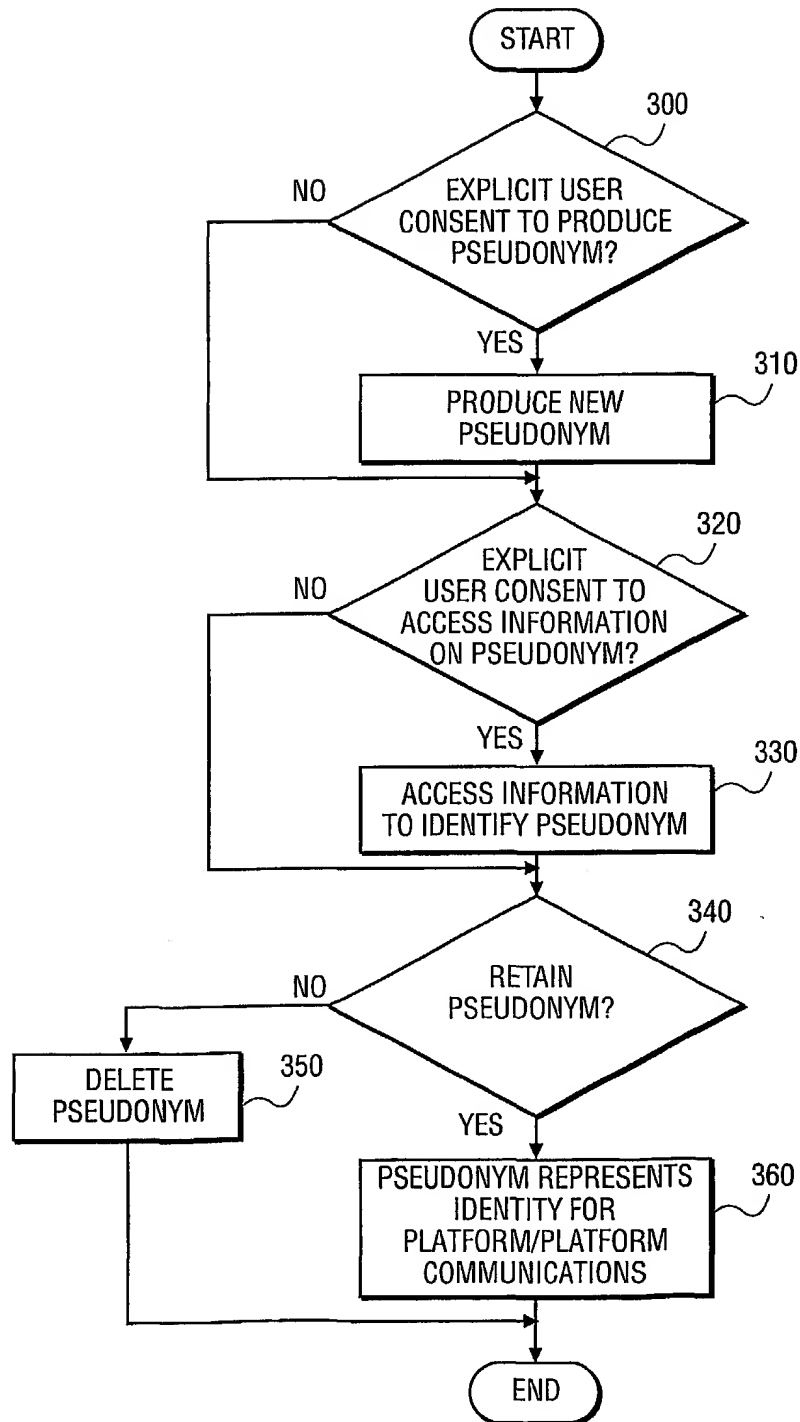 START
300
NO
EXPLICIT USER
CONSENT TO PRODUCE
PSEUDONYM?
YES
310
PRODUCE NEW
PSEUDONYM
320
NO
EXPLICIT
USER CONSENT TO
ACCESS INFORMATION
ON PSEUDONYM?
YES
330
ACCESS INFORMATION
TO IDENTIFY PSEUDONYM
340
NO
RETAIN
PSEUDONYM?
350
DELETE
PSEUDONYM
YES
360
PSEUDONYM REPRESENTS
IDENTITY FOR
PLATFORM/PLATFORM
COMMUNICATIONS
END